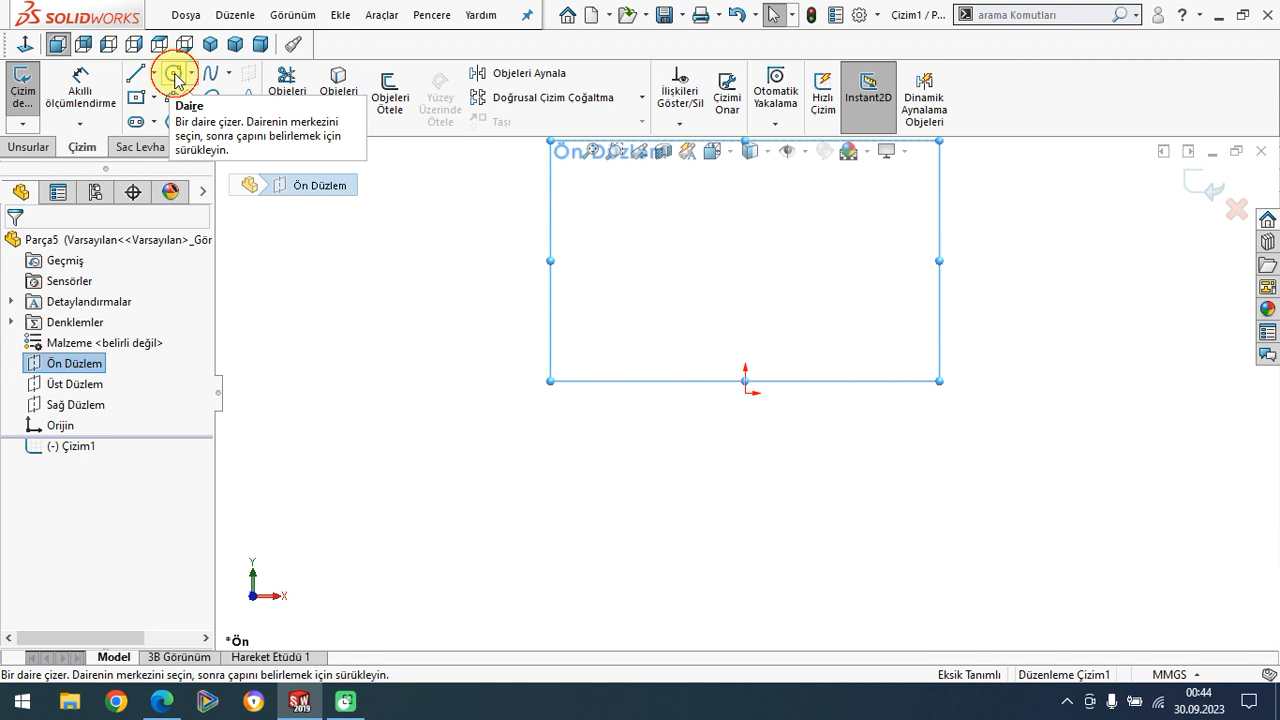 SOLIDWORKS
Dosya Düzenle Görünüm Ekle Araçlar Pencere Yardım
Çizim1 / P...
arama Komutları
Çizim de...
Akıllı ölçümlendirme
Objeleri
Objeleri
Objeleri Ötele
Yüzey Üzerinde Ötele
Objeleri Aynala
Doğrusal Çizim Çoğaltma
Taşı
İlişkileri Göster/Sil
Çizimi Onar
Otomatik Yakalama
Hızlı Çizim
Instant2D
Dinamik Aynalama Objeleri
Daire
Bir daire çizer. Dairenin merkezini
seçin, sonra çapını belirlemek için
sürükleyin.
Unsurlar Çizim Sac Levha
Ön Düzlem
Ön Düzlem
Parça5 (Varsayılan<<Varsayılan>_Gör
Geçmiş
Sensörler
Detaylandırmalar
Denklemler
Malzeme <belirli değil>
Ön Düzlem
Üst Düzlem
Sağ Düzlem
Orijin
(-) Çizim1
Y
X
*Ön
Model 3B Görünüm Hareket Etüdü 1
Bir daire çizer. Dairenin merkezini seçin, sonra çapını belirlemek için sürükleyin.
Eksik Tanımlı Düzenleme Çizim1 MMGS
SW
2019
00:44
30.09.2023